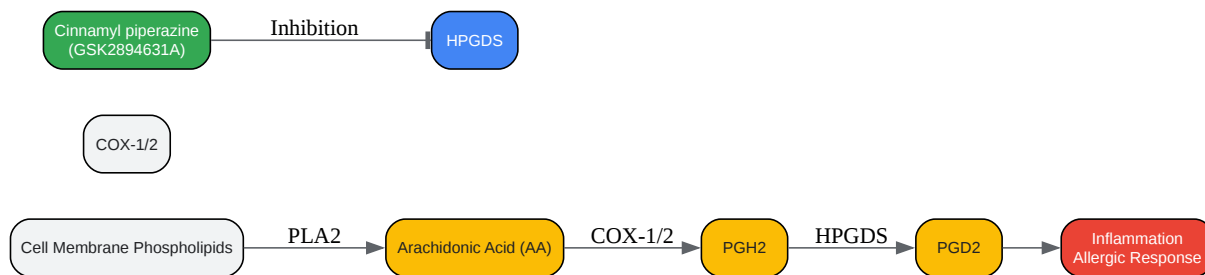 Cinnamyl piperazine
(GSK2894631A)
Inhibition
HPGDS
COX-1/2
Cell Membrane Phospholipids
PLA2
Arachidonic Acid (AA)
COX-1/2
PGH2
HPGDS
PGD2
Inflammation
Allergic Response